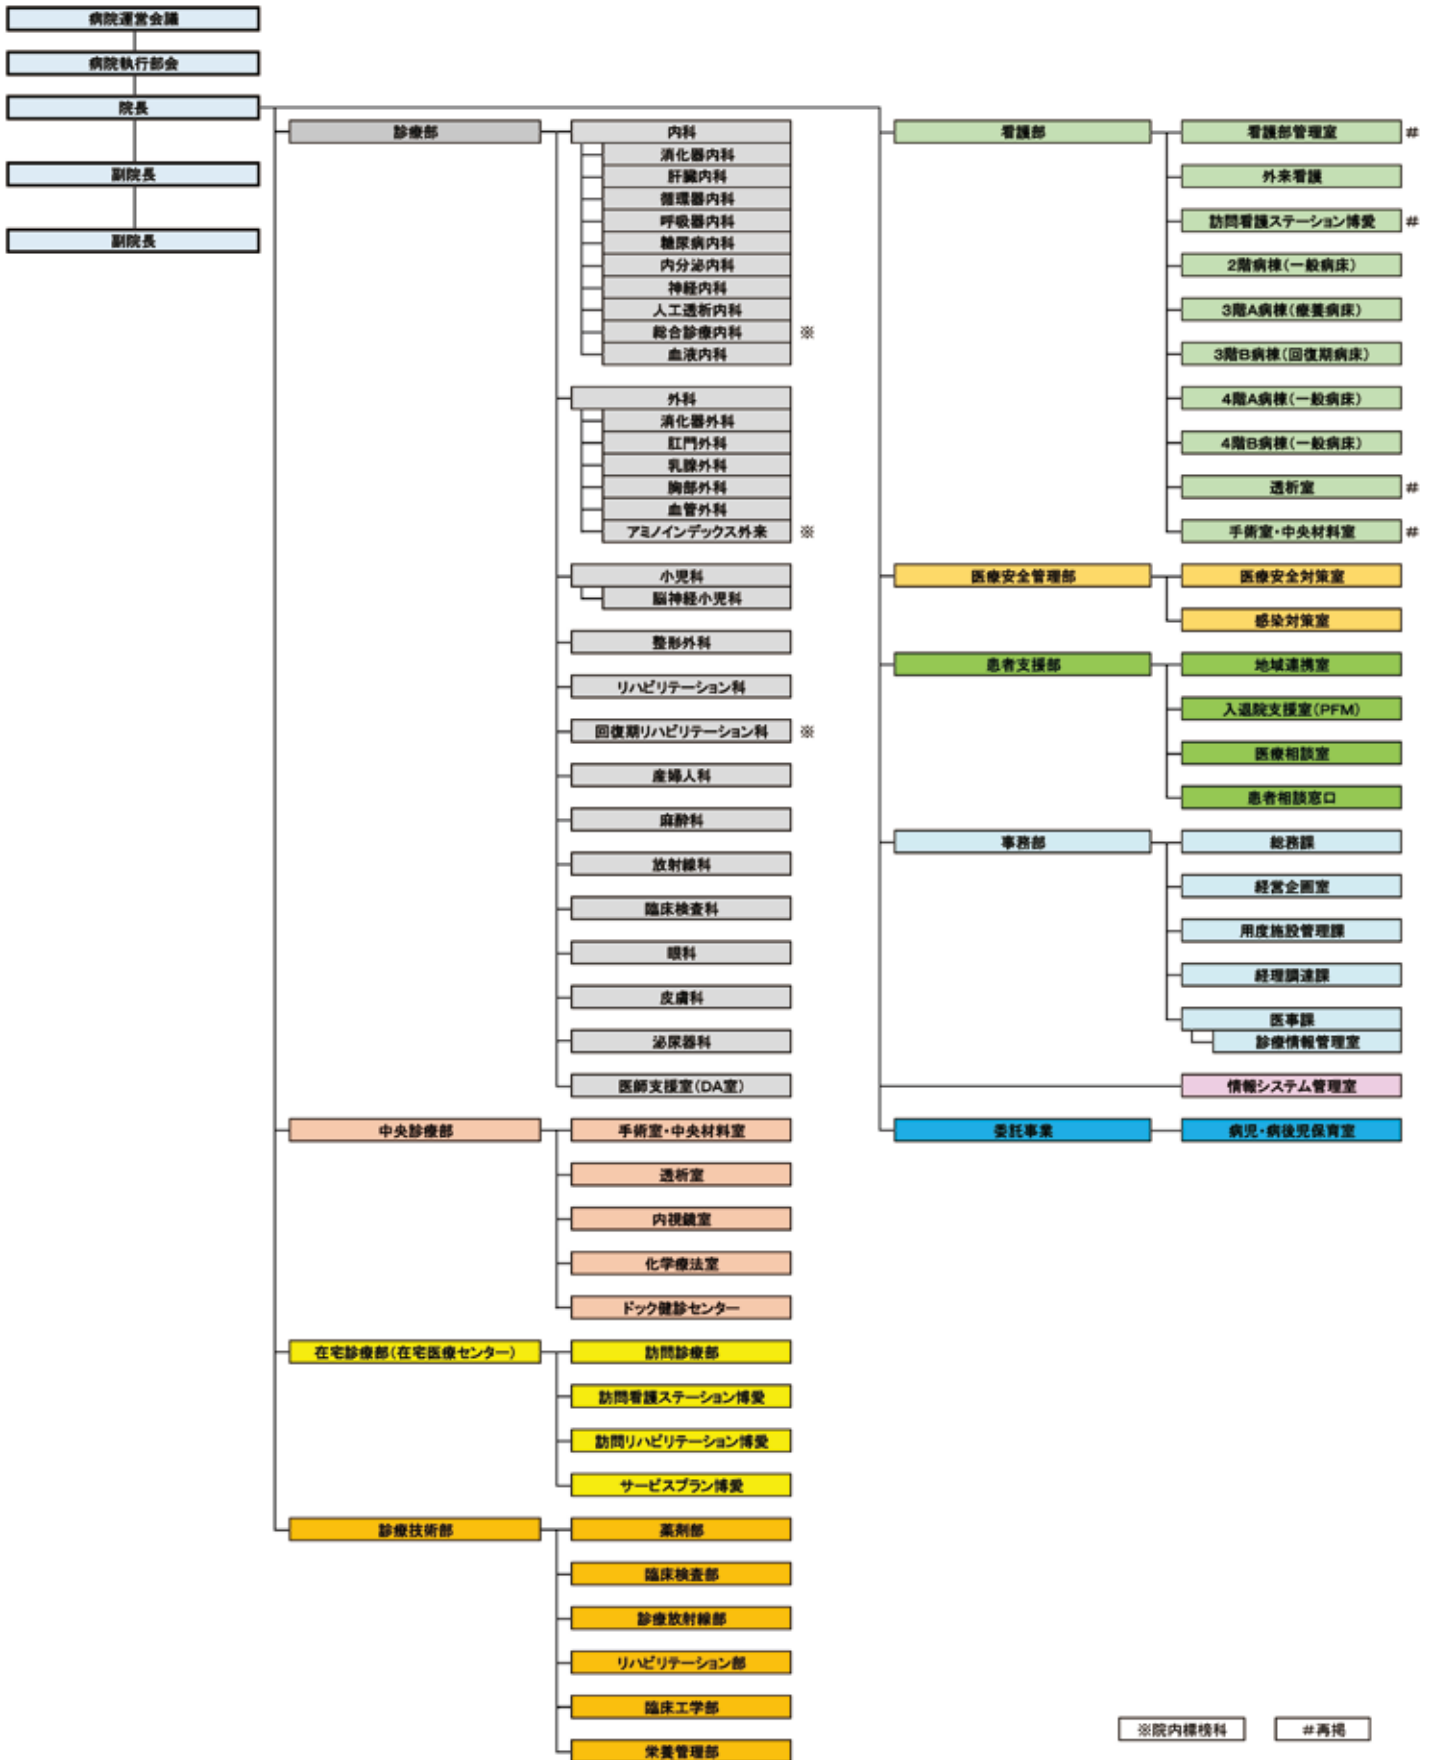 病院運営会議
病院執行部会
院長
副院長
副院長
診療部
内科
消化器内科
肝臓内科
循環器内科
呼吸器内科
糖尿病内科
内分泌内科
神経内科
人工透析内科
総合診療内科 ※
血液内科
外科
消化器外科
肛門外科
乳腺外科
胸部外科
血管外科
アミノインデックス外来 ※
小児科
脳神経小児科
整形外科
リハビリテーション科
回復期リハビリテーション科 ※
産婦人科
麻酔科
放射線科
臨床検査科
眼科
皮膚科
泌尿器科
医師支援室(DA室)
中央診療部
手術室・中央材料室
透析室
内視鏡室
化学療法室
ドック健診センター
在宅診療部(在宅医療センター)
訪問診療部
訪問看護ステーション博愛
訪問リハビリテーション博愛
サービスプラン博愛
診療技術部
薬剤部
臨床検査部
診療放射線部
リハビリテーション部
臨床工学部
栄養管理部
看護部
看護部管理室 #
外来看護
訪問看護ステーション博愛 #
2階病棟(一般病床)
3階A病棟(療養病床)
3階B病棟(回復期病床)
4階A病棟(一般病床)
4階B病棟(一般病床)
透析室 #
手術室・中央材料室 #
医療安全管理部
医療安全対策室
感染対策室
患者支援部
地域連携室
入退院支援室(PFM)
医療相談室
患者相談窓口
事務部
総務課
経営企画室
用度施設管理課
経理調達課
医事課
診療情報管理室
情報システム管理室
委託事業
病児・病後児保育室
※院内標榜科
#再掲